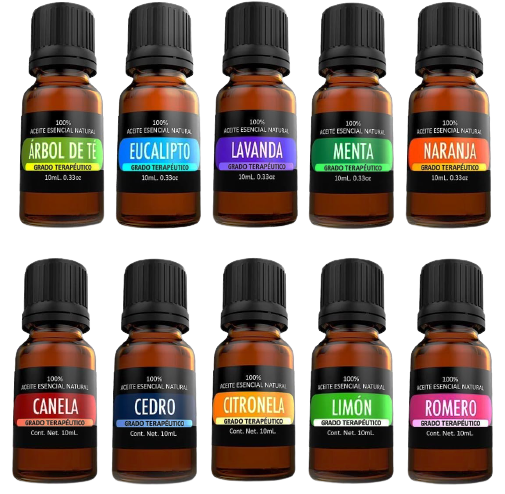 100%
ACEITE ESENCIAL NATURAL
ÁRBOL DE TÉ
GRADO TERAPÉUTICO
10mL. 0.33oz
100%
ACEITE ESENCIAL NATURAL
EUCALIPTO
GRADO TERAPÉUTICO
10mL. 0.33oz
100%
ACEITE ESENCIAL NATURAL
LAVANDA
GRADO TERAPÉUTICO
10mL. 0.33oz
100%
ACEITE ESENCIAL NATURAL
MENTA
GRADO TERAPÉUTICO
10mL. 0.33oz
100%
ACEITE ESENCIAL NATURAL
NARANJA
GRADO TERAPÉUTICO
10mL. 0.33oz
100%
ACEITE ESENCIAL NATURAL
CANELA
GRADO TERAPÉUTICO
Cont. Net. 10mL.
100%
ACEITE ESENCIAL NATURAL
CEDRO
GRADO TERAPÉUTICO
Cont. Net. 10mL.
100%
ACEITE ESENCIAL NATURAL
CITRONELA
GRADO TERAPÉUTICO
Cont. Net. 10mL.
100%
ACEITE ESENCIAL NATURAL
LIMÓN
GRADO TERAPÉUTICO
Cont. Net. 10mL.
100%
ACEITE ESENCIAL NATURAL
ROMERO
GRADO TERAPÉUTICO
Cont. Net. 10mL.